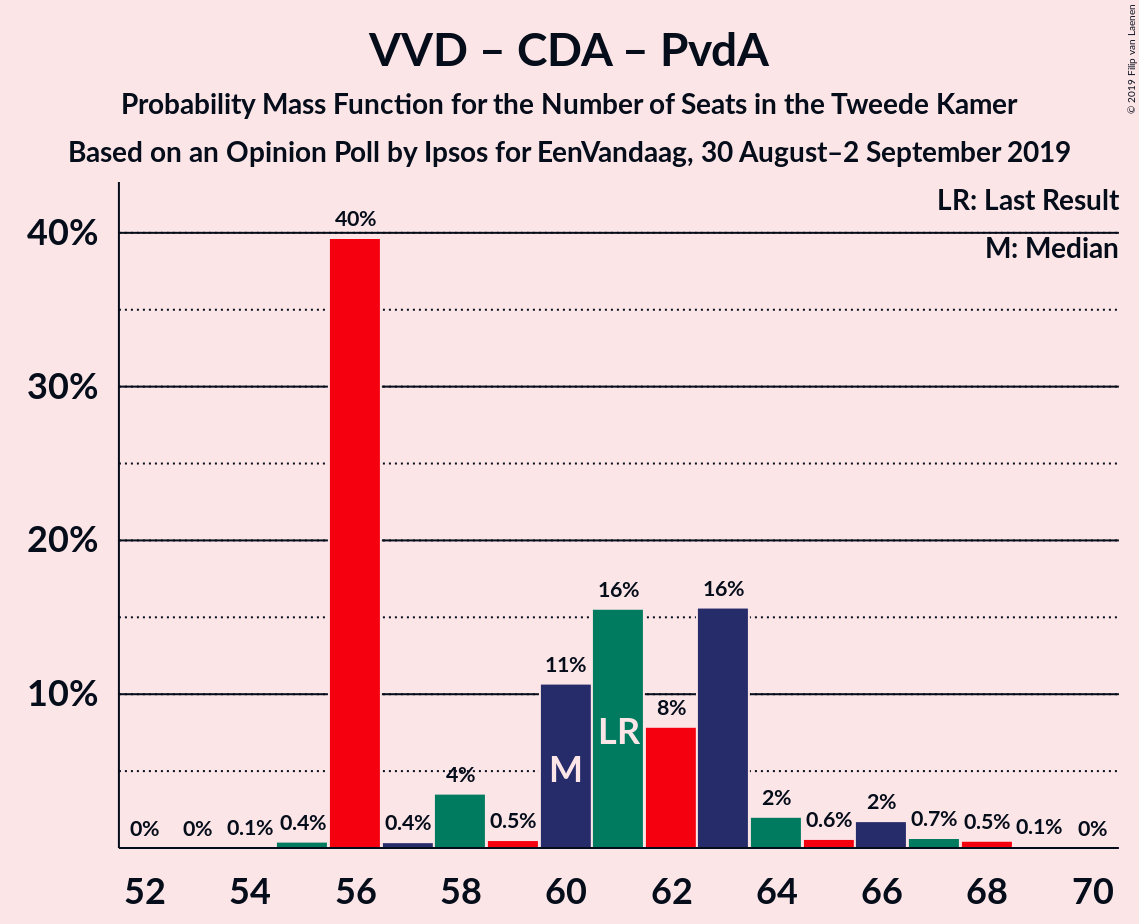 VVD – CDA – PvdA
Probability Mass Function for the Number of Seats in the Tweede Kamer
Based on an Opinion Poll by Ipsos for EenVandaag, 30 August–2 September 2019
© 2019 Filip van Laenen
LR: Last Result
M: Median
40%
30%
20%
10%
0%
0%
0.1%
0.4%
40%
0.4%
4%
0.5%
11%
16%
8%
16%
2%
0.6%
2%
0.7%
0.5%
0.1%
0%
M
LR
52 54 56 58 60 62 64 66 68 70